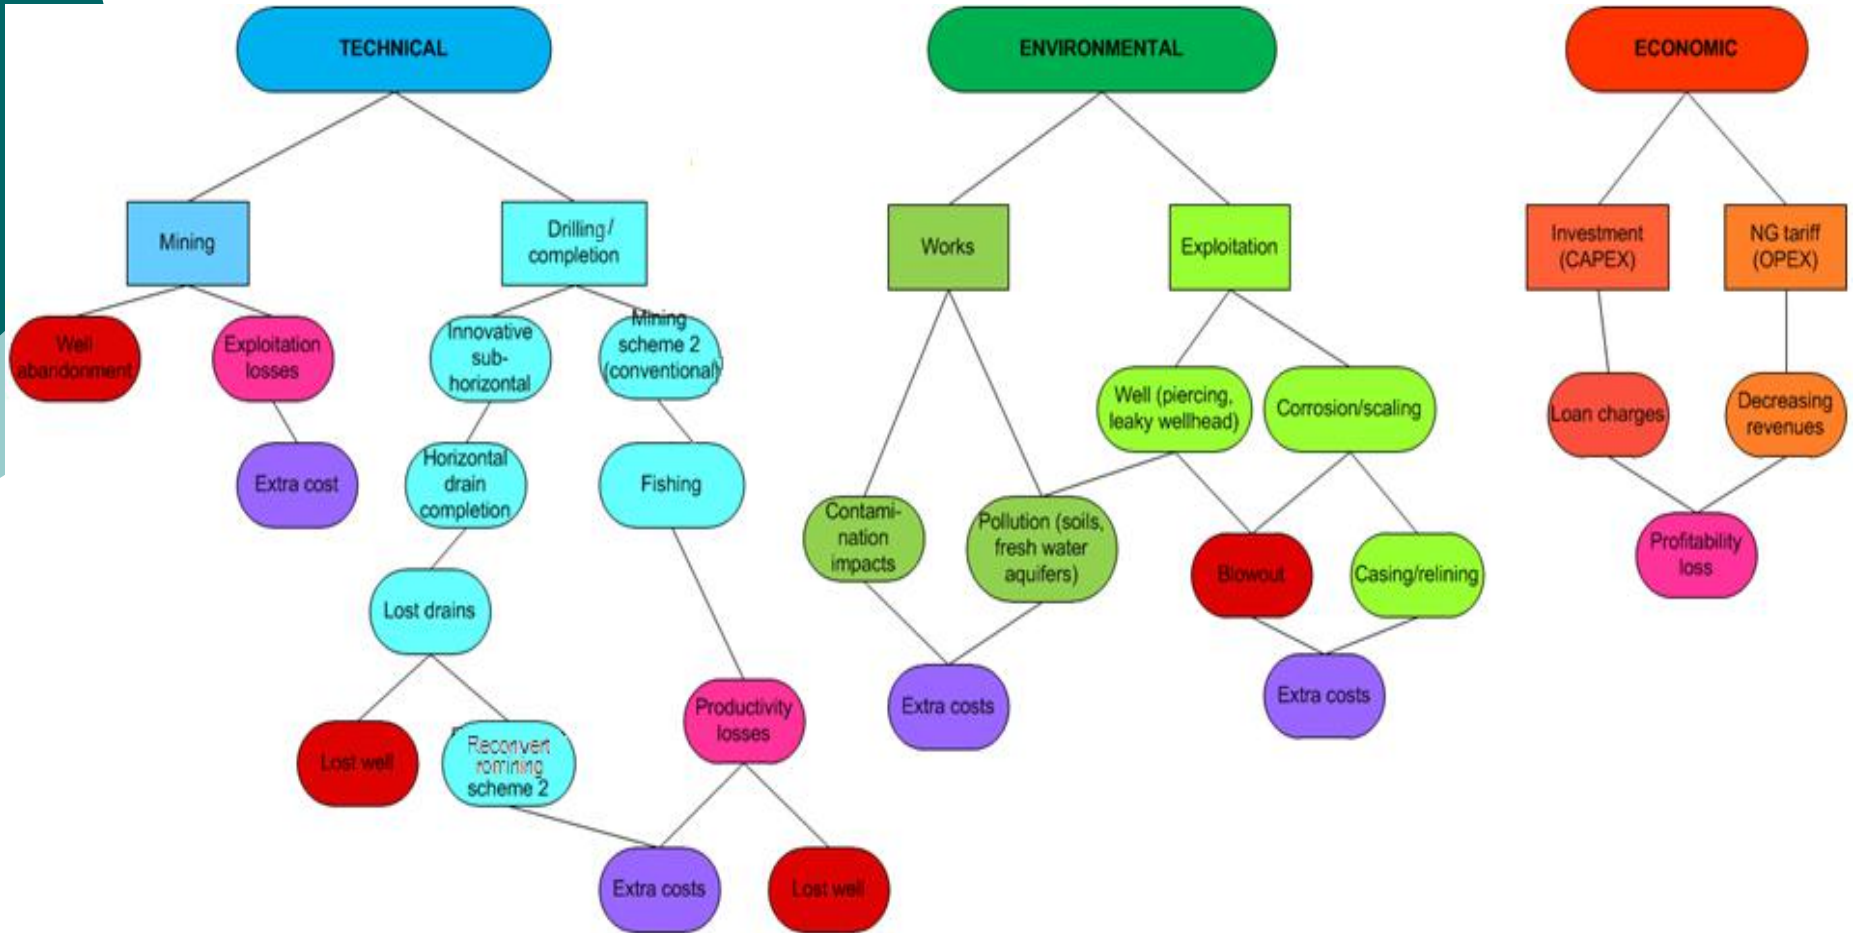 TECHNICAL
ENVIRONMENTAL
ECONOMIC
Mining
Drilling/
completion
Works
Exploitation
Investment
(CAPEX)
NG tariff
(OPEX)
Well
abandonment
Exploitation
losses
Innovative
sub-
horizontal
Mining
scheme 2
(conventional)
Well (piercing,
leaky wellhead)
Corrosion/scaling
Loan charges
Decreasing
revenues
Extra cost
Horizontal
drain
completion
Fishing
Contami-
nation
impacts
Pollution (soils,
fresh water
aquifers)
Blowout
Casing/relining
Profitability
loss
Lost drains
Extra costs
Extra costs
Lost well
Reconvert
scheme 2
Productivity
losses
Extra costs
Lost well